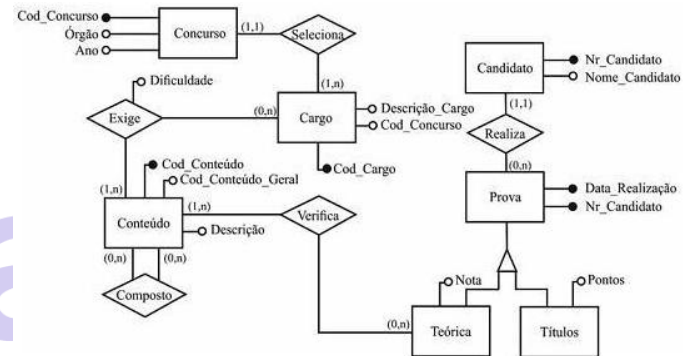 Cod_Concurso
Órgão
Ano
Concurso
(1,1)
Seleciona
Candidato
Nr_Candidato
Nome_Candidato
Dificuldade
(1,n)
(1,1)
Exige
(0,n)
Cargo
Descrição_Cargo
Cod_Concurso
Realiza
Cod_Cargo
(0,n)
Cod_Conteúdo
Cod_Conteúdo_Geral
(1,n)
Prova
Data_Realização
Nr_Candidato
Conteúdo
(1,n)
Verifica
Descrição
(0,n)
(0,n)
Composto
Nota
Pontos
(0,n)
Teórica
Títulos